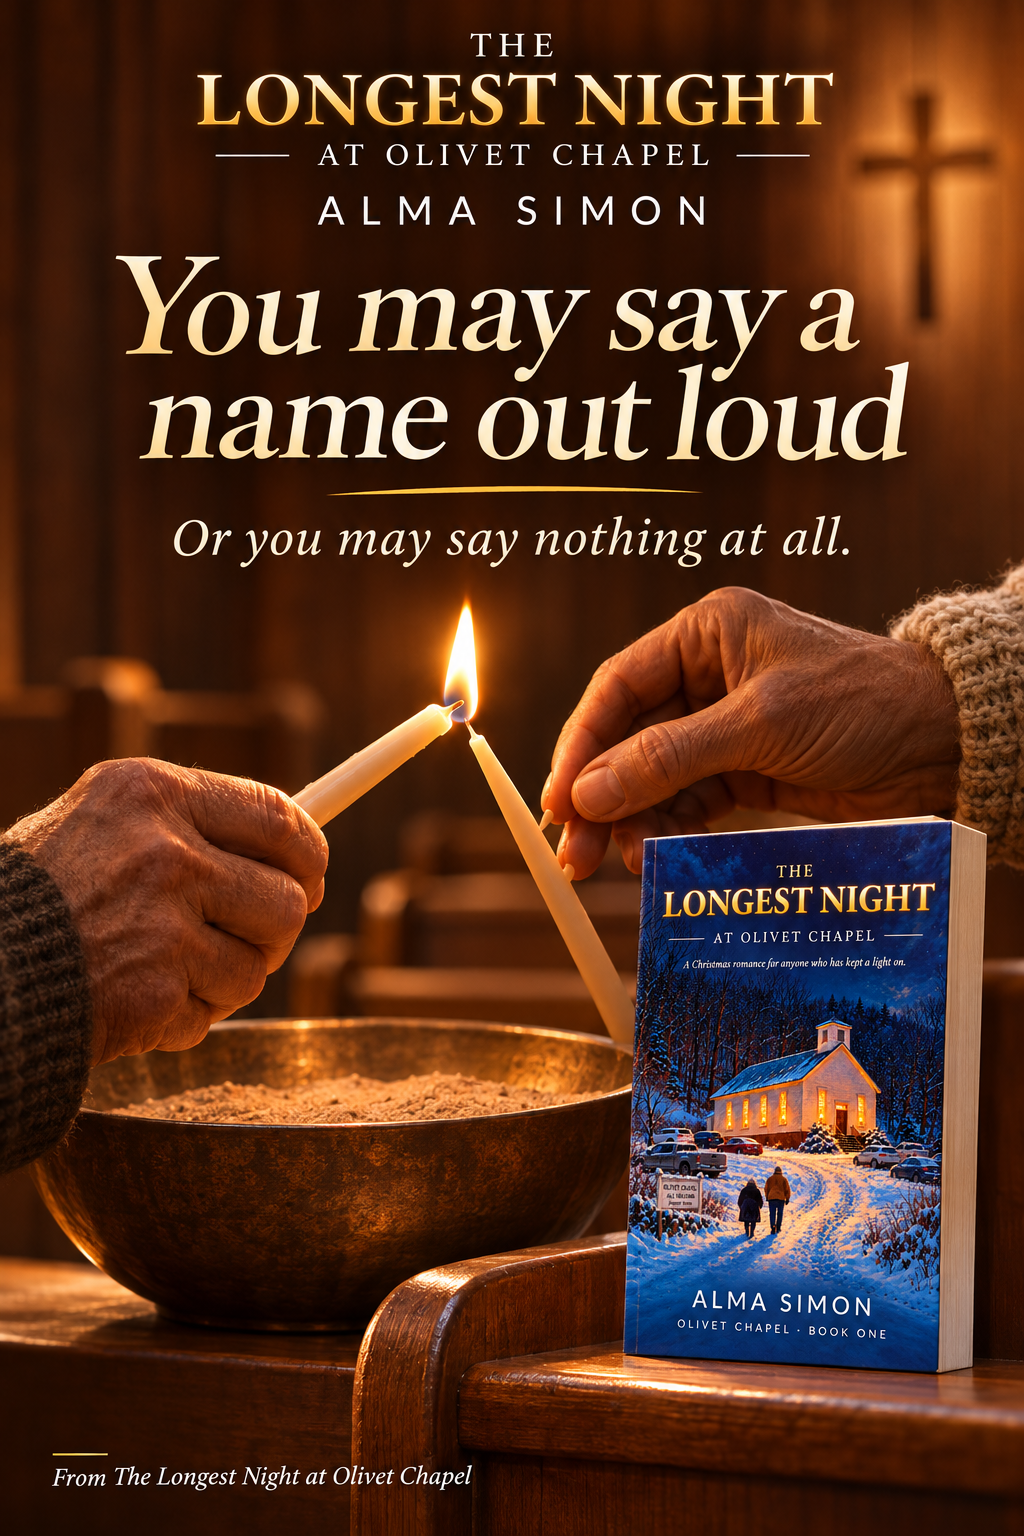 THE
LONGEST NIGHT
AT OLIVET CHAPEL
ALMA SIMON
You may say a
name out loud
Or you may say nothing at all.
THE
LONGEST NIGHT
AT OLIVET CHAPEL
A Christmas romance for anyone who has kept a light on.
OLIVET CHAPEL
ALMA SIMON
OLIVET CHAPEL · BOOK ONE
From The Longest Night at Olivet Chapel